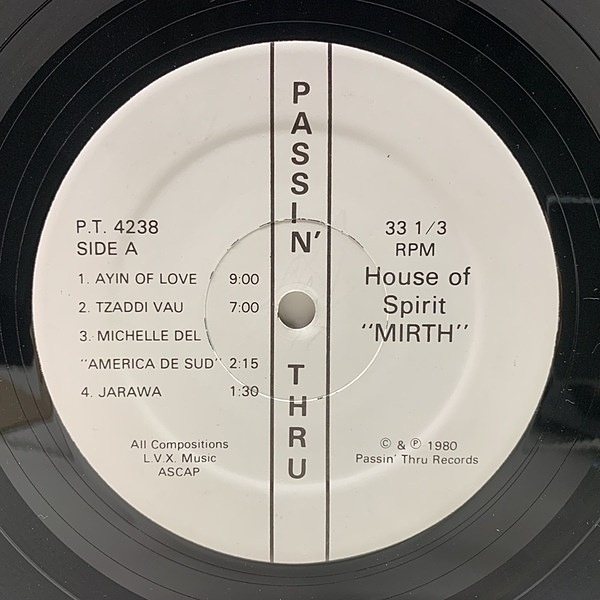 PASSIN' THRU
P.T. 4238
SIDE A
1. AYIN OF LOVE 9:00
2. TZADDI VAU 7:00
3. MICHELLE DEL
"AMERICA DE SUD" 2:15
4. JARAWA 1:30
All Compositions
L.V.X. Music
ASCAP
33 1/3
RPM
House of
Spirit
"MIRTH"
© & ℗ 1980
Passin' Thru Records